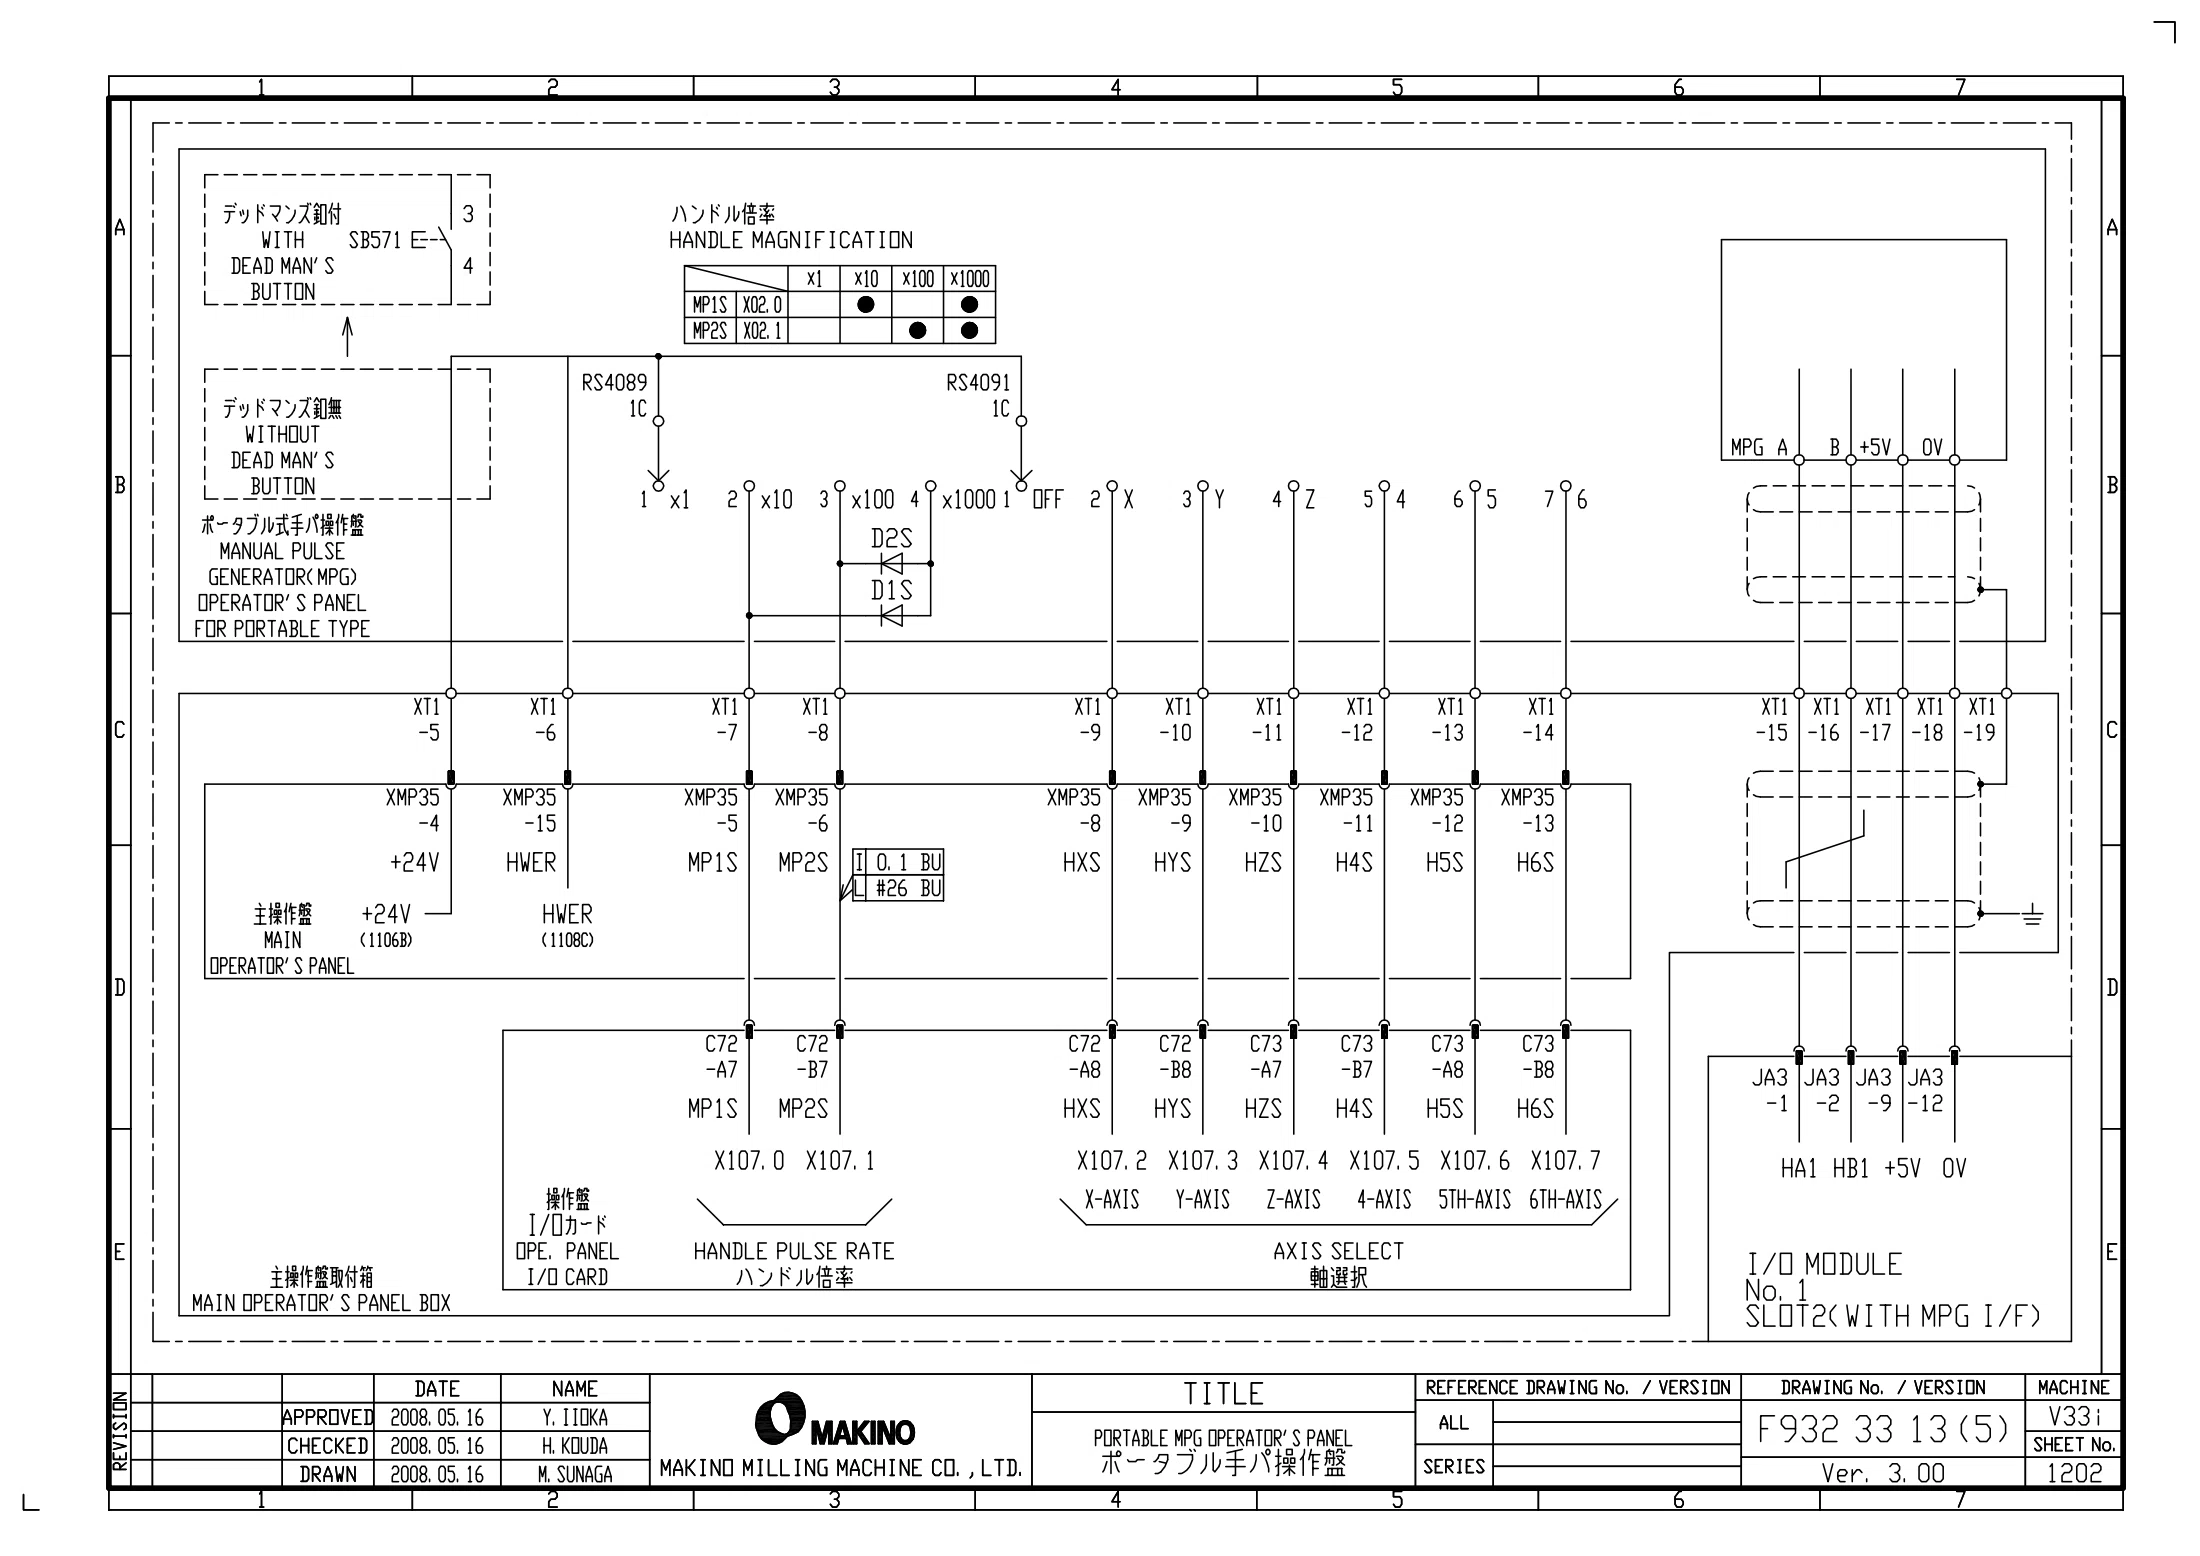 1 2 3 4 5 6 7
A
B
C
D
E
A
B
C
D
E
デッドマンズ釦付
WITH
DEAD MAN'S
BUTTON
SB571
3
4
デッドマンズ釦無
WITHOUT
DEAD MAN'S
BUTTON
ポータブル式手パ操作盤
MANUAL PULSE
GENERATOR(MPG)
OPERATOR'S PANEL
FOR PORTABLE TYPE
ハンドル倍率
HANDLE MAGNIFICATION
x1 x10 x100 x1000
MP1S X02.0 ● ●
MP2S X02.1 ● ●
RS4089
1C
RS4091
1C
1 x1 2 x10 3 x100 4 x1000 1 OFF 2 X 3 Y 4 Z 5 4 6 5 7 6
D2S
D1S
MPG A B +5V 0V
XT1 XT1 XT1 XT1 XT1 XT1 XT1 XT1 XT1 XT1 XT1 XT1 XT1 XT1 XT1
-5 -6 -7 -8 -9 -10 -11 -12 -13 -14 -15 -16 -17 -18 -19
XMP35 XMP35 XMP35 XMP35 XMP35 XMP35 XMP35 XMP35 XMP35 XMP35
-4 -15 -5 -6 -8 -9 -10 -11 -12 -13
+24V HWER MP1S MP2S HXS HYS HZS H4S H5S H6S
I 0.1 BU
L #26 BU
主操作盤
MAIN
OPERATOR'S PANEL
+24V
(1106B)
HWER
(1108C)
C72 C72 C72 C72 C73 C73 C73 C73
-A7 -B7 -A8 -B8 -A7 -B7 -A8 -B8
MP1S MP2S HXS HYS HZS H4S H5S H6S
X107.0 X107.1 X107.2 X107.3 X107.4 X107.5 X107.6 X107.7
X-AXIS Y-AXIS Z-AXIS 4-AXIS 5TH-AXIS 6TH-AXIS
操作盤
I/Oカード
OPE. PANEL
I/O CARD
HANDLE PULSE RATE
ハンドル倍率
AXIS SELECT
軸選択
主操作盤取付箱
MAIN OPERATOR'S PANEL BOX
JA3 JA3 JA3 JA3
-1 -2 -9 -12
HA1 HB1 +5V 0V
I/O MODULE
No. 1
SLOT2(WITH MPG I/F)
REVISION
DATE NAME
APPROVED 2008.05.16 Y. IIOKA
CHECKED 2008.05.16 H. KOUDA
DRAWN 2008.05.16 M. SUNAGA
MAKINO
MAKINO MILLING MACHINE CO.,LTD.
TITLE
PORTABLE MPG OPERATOR'S PANEL
ポータブル手パ操作盤
REFERENCE DRAWING No. / VERSION
ALL
SERIES
DRAWING No. / VERSION
F932 33 13(5)
Ver. 3.00
MACHINE
V33i
SHEET No.
1202
1 2 3 4 5 6 7